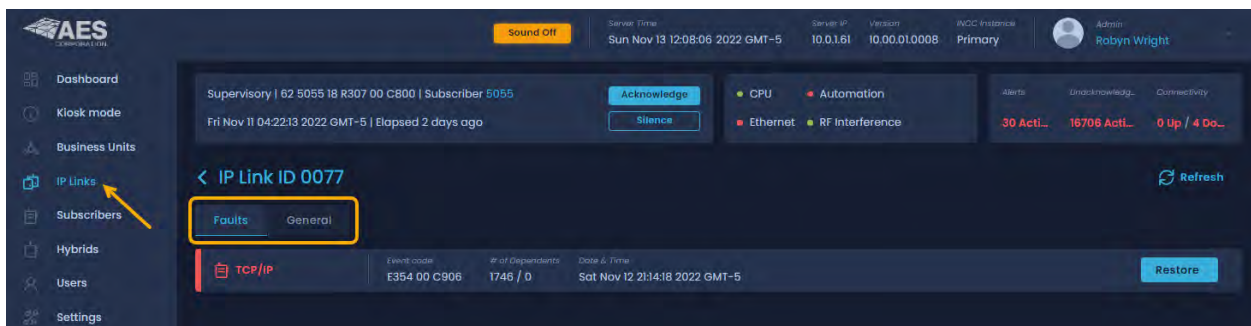 AES
CORPORATION
Sound Off
Server Time
Sun Nov 13 12:08:06 2022 GMT-5
Server IP
10.0.1.61
Version
10.00.01.0008
INCC Instance
Primary
Admin
Robyn Wright
Dashboard
Kiosk mode
Business Units
IP Links
Subscribers
Hybrids
Users
Settings
Supervisory | 62 5055 18 R307 00 C800 | Subscriber 5055
Fri Nov 11 04:22:13 2022 GMT-5 | Elapsed 2 days ago
Acknowledge
Silence
CPU
Automation
Ethernet
RF Interference
Alerts
30 Acti...
Unacknowledg...
16706 Acti...
Connectivity
0 Up / 4 Do...
< IP Link ID 0077
Refresh
Faults
General
TCP/IP
Event code
E354 00 C906
# of Dependents
1746 / 0
Date & Time
Sat Nov 12 21:14:18 2022 GMT-5
Restore